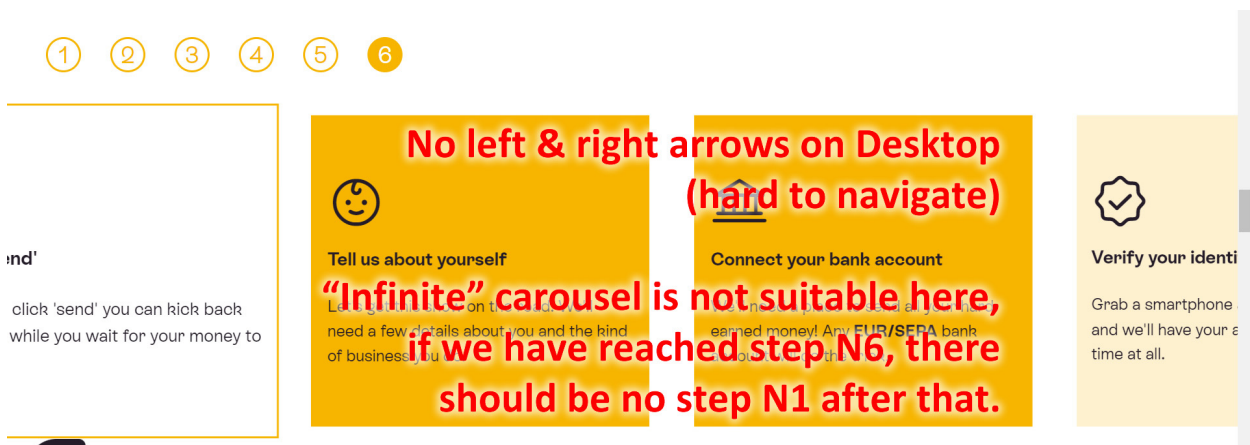 1 2 3 4 5 6
No left & right arrows on Desktop
(hard to navigate)
end'
Tell us about yourself
Connect your bank account
Verify your identi
“Infinite” carousel is not suitable here,
if we have reached step N6, there
should be no step N1 after that.
click 'send' you can kick back
while you wait for your money to
need a few details about you and the kind
of business you
earned money! Any EUR/SEPA bank
Grab a smartphone
and we'll have your a
time at all.